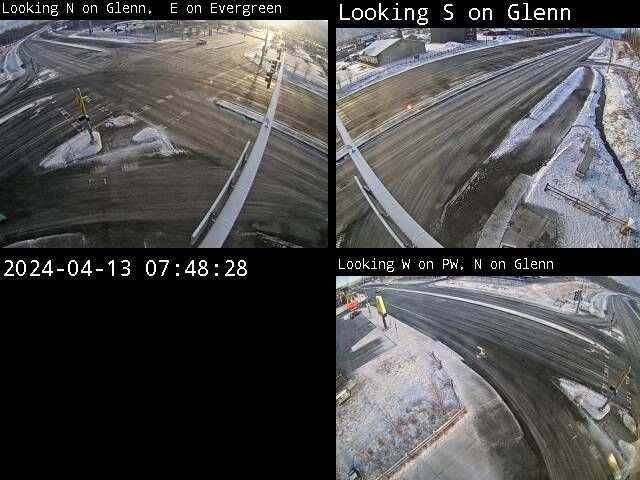 Looking N on Glenn, E on Evergreen
Looking S on Glenn
2024-04-13 07:48:28
Looking W on PW, N on Glenn